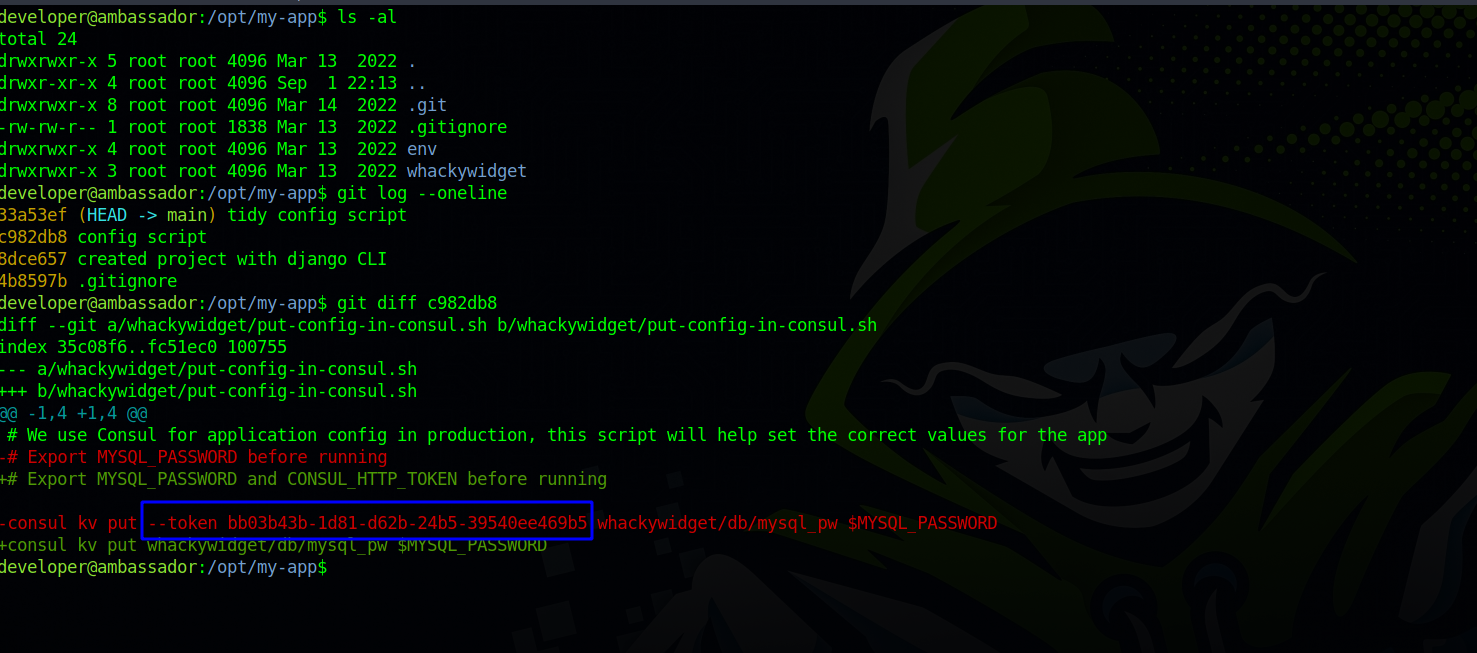 developer@ambassador:/opt/my-app$ ls -al
total 24
drwxrwxr-x 5 root root 4096 Mar 13  2022 .
drwxr-xr-x 4 root root 4096 Sep  1 22:13 ..
drwxrwxr-x 8 root root 4096 Mar 14  2022 .git
-rw-rw-r-- 1 root root 1838 Mar 13  2022 .gitignore
drwxrwxr-x 4 root root 4096 Mar 13  2022 env
drwxrwxr-x 3 root root 4096 Mar 13  2022 whackywidget
developer@ambassador:/opt/my-app$ git log --oneline
33a53ef (HEAD -> main) tidy config script
c982db8 config script
8dce657 created project with django CLI
4b8597b .gitignore
developer@ambassador:/opt/my-app$ git diff c982db8
diff --git a/whackywidget/put-config-in-consul.sh b/whackywidget/put-config-in-consul.sh
index 35c08f6..fc51ec0 100755
--- a/whackywidget/put-config-in-consul.sh
+++ b/whackywidget/put-config-in-consul.sh
@@ -1,4 +1,4 @@
 # We use Consul for application config in production, this script will help set the correct values for the app
-# Export MYSQL_PASSWORD before running
+# Export MYSQL_PASSWORD and CONSUL_HTTP_TOKEN before running
-consul kv put --token bb03b43b-1d81-d62b-24b5-39540ee469b5 whackywidget/db/mysql_pw $MYSQL_PASSWORD
+consul kv put whackywidget/db/mysql_pw $MYSQL_PASSWORD
developer@ambassador:/opt/my-app$